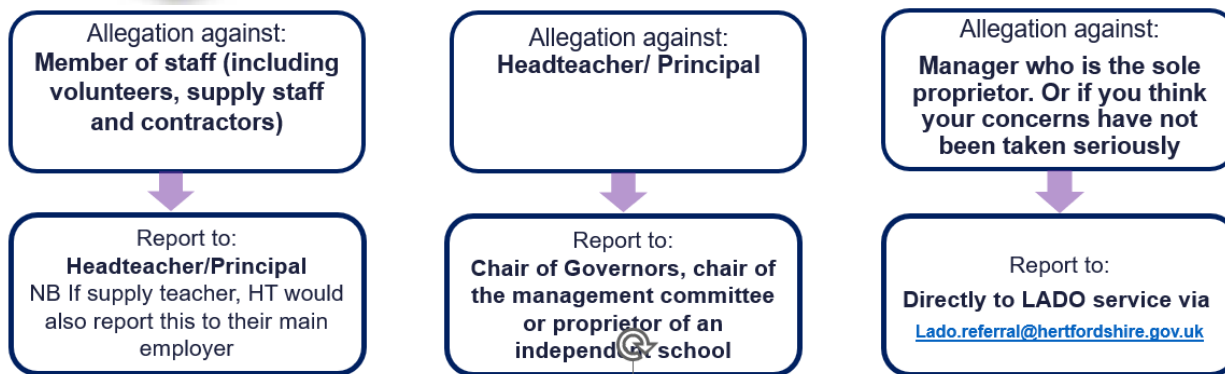 Allegation against:
Member of staff (including
volunteers, supply staff
and contractors)
Allegation against:
Headteacher/ Principal
Allegation against:
Manager who is the sole
proprietor. Or if you think
your concerns have not
been taken seriously
Report to:
Headteacher/Principal
NB If supply teacher, HT would
also report this to their main
employer
Report to:
Chair of Governors, chair of
the management committee
or proprietor of an
independent school
Report to:
Directly to LADO service via
Lado.referral@hertfordshire.gov.uk